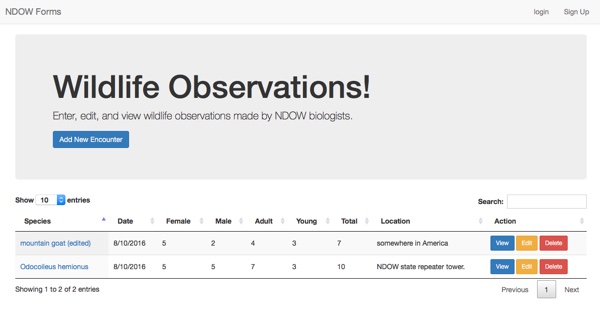 NDOW Forms login Sign Up
Wildlife Observations!
Enter, edit, and view wildlife observations made by NDOW biologists.
Add New Encounter
Show 10 entries Search:
Species Date Female Male Adult Young Total Location Action
mountain goat (edited) 8/10/2016 5 2 4 3 7 somewhere in America View Edit Delete
Odocoileus hemionus 8/10/2016 5 5 7 3 10 NDOW state repeater tower. View Edit Delete
Showing 1 to 2 of 2 entries Previous 1 Next